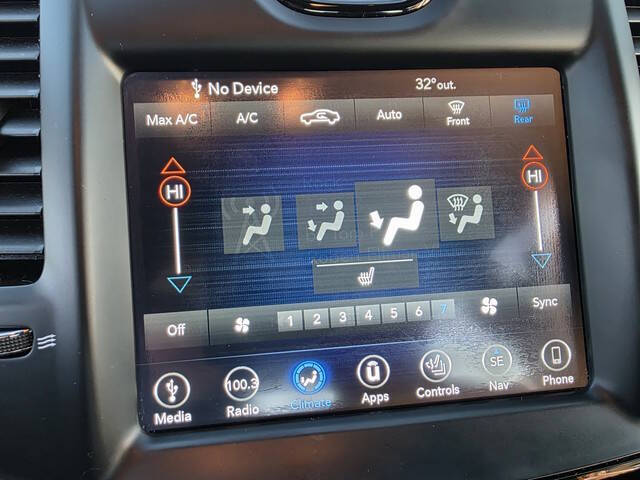 No Device 32° out.
Max A/C A/C Auto Front Rear
HI HI
Off 1 2 3 4 5 6 7 Sync
100.3 SE
Media Radio Climate Apps Controls Nav Phone